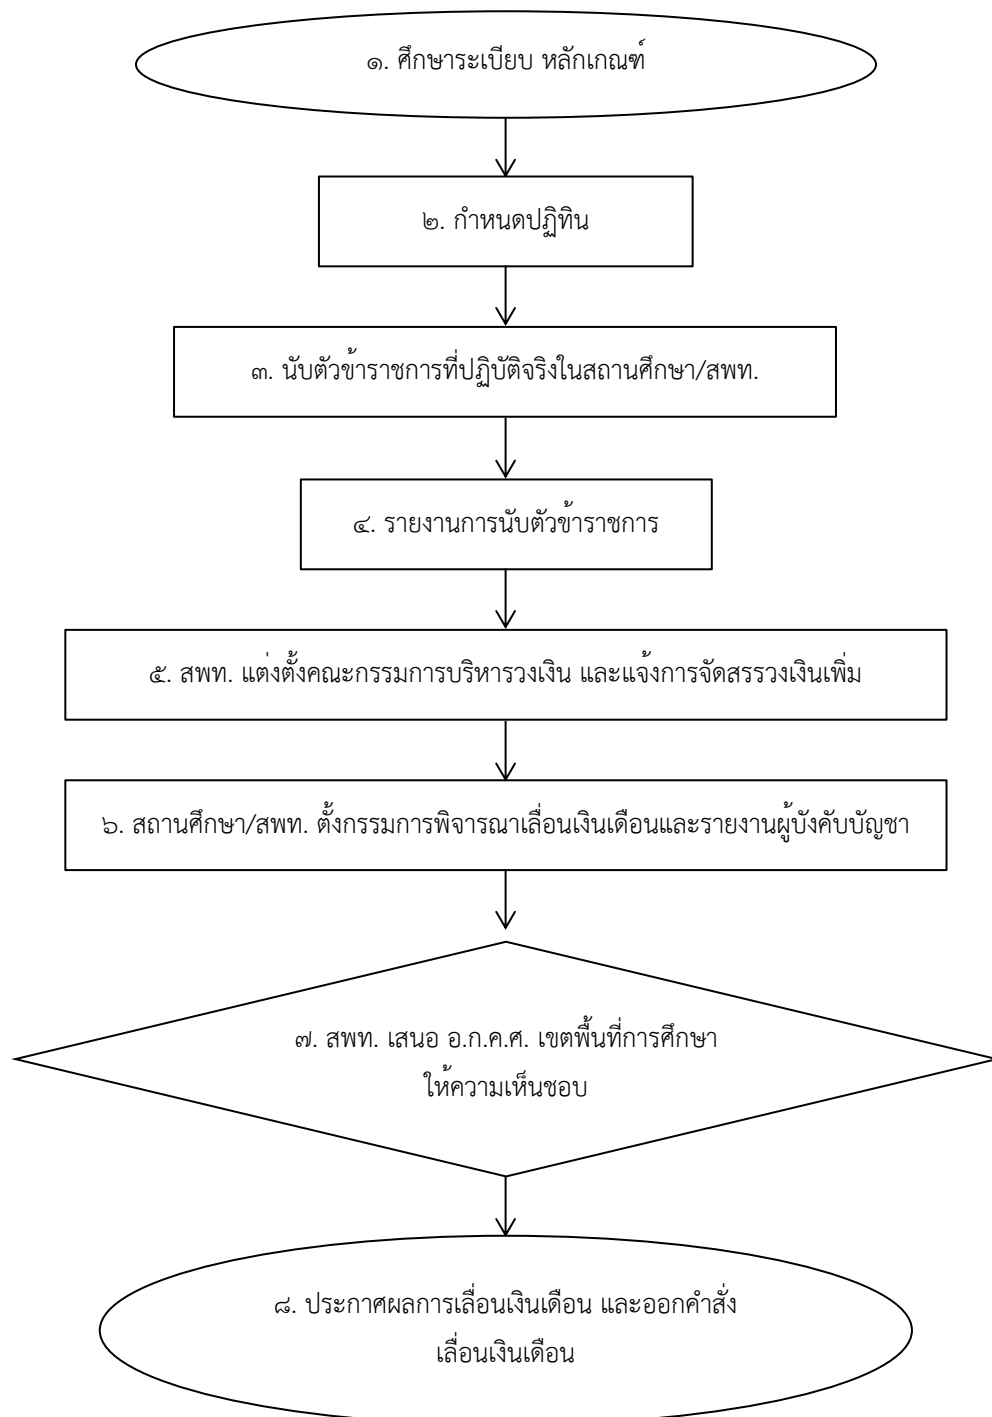 ๑. ศึกษาระเบียบ หลักเกณฑ์
๒. กำหนดปฏิทิน
๓. นับตัวข้าราชการที่ปฏิบัติจริงในสถานศึกษา/สพท.
๔. รายงานการนับตัวข้าราชการ
๕. สพท. แต่งตั้งคณะกรรมการบริหารวงเงิน และแจ้งการจัดสรรวงเงินเพิ่ม
๖. สถานศึกษา/สพท. ตั้งกรรมการพิจารณาเลื่อนเงินเดือนและรายงานผู้บังคับบัญชา
๗. สพท. เสนอ อ.ก.ค.ศ. เขตพื้นที่การศึกษา
ให้ความเห็นชอบ
๘. ประกาศผลการเลื่อนเงินเดือน และออกคำสั่ง
เลื่อนเงินเดือน